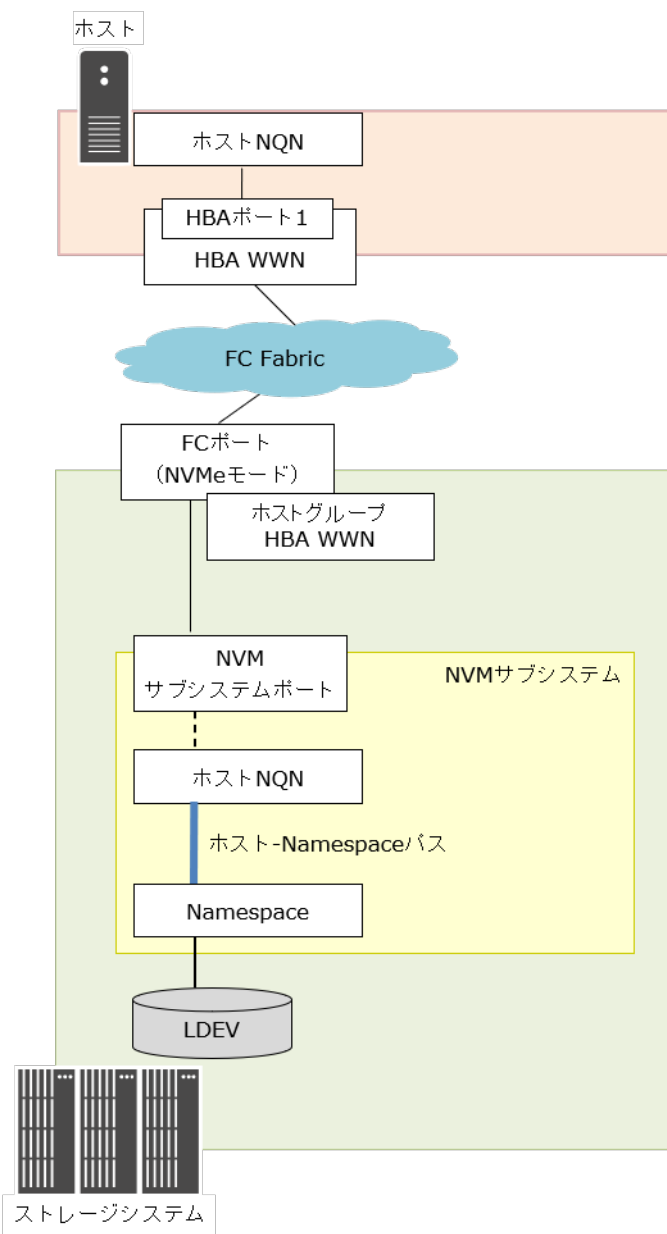 ホスト
ホストNQN
HBAポート1
HBA WWN
FC Fabric
FCポート
（NVMeモード）
ホストグループ
HBA WWN
NVM
サブシステムポート
NVMサブシステム
ホストNQN
ホスト-Namespaceパス
Namespace
LDEV
ストレージシステム